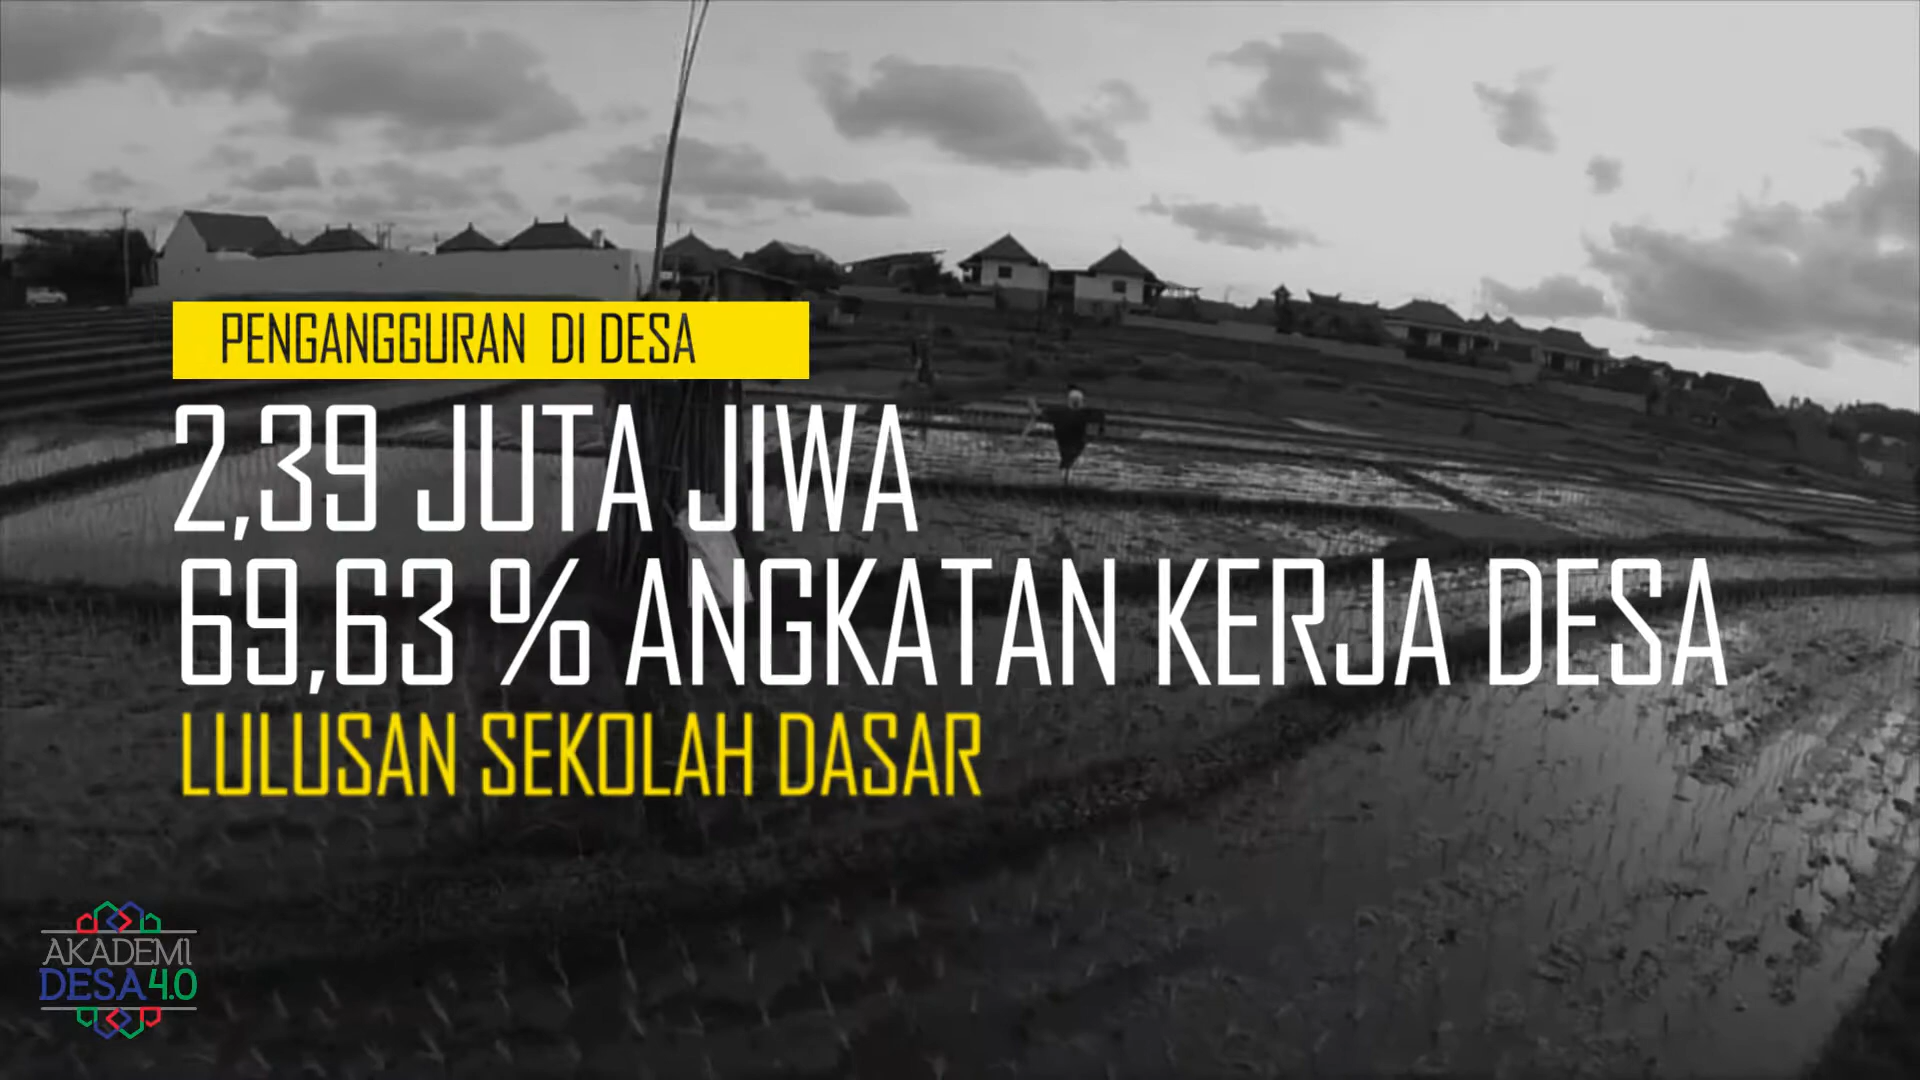 PENGANGGURAN DI DESA
2,39 JUTA JIWA
69,63 % ANGKATAN KERJA DESA
LULUSAN SEKOLAH DASAR
AKADEMI
DESA 4.0